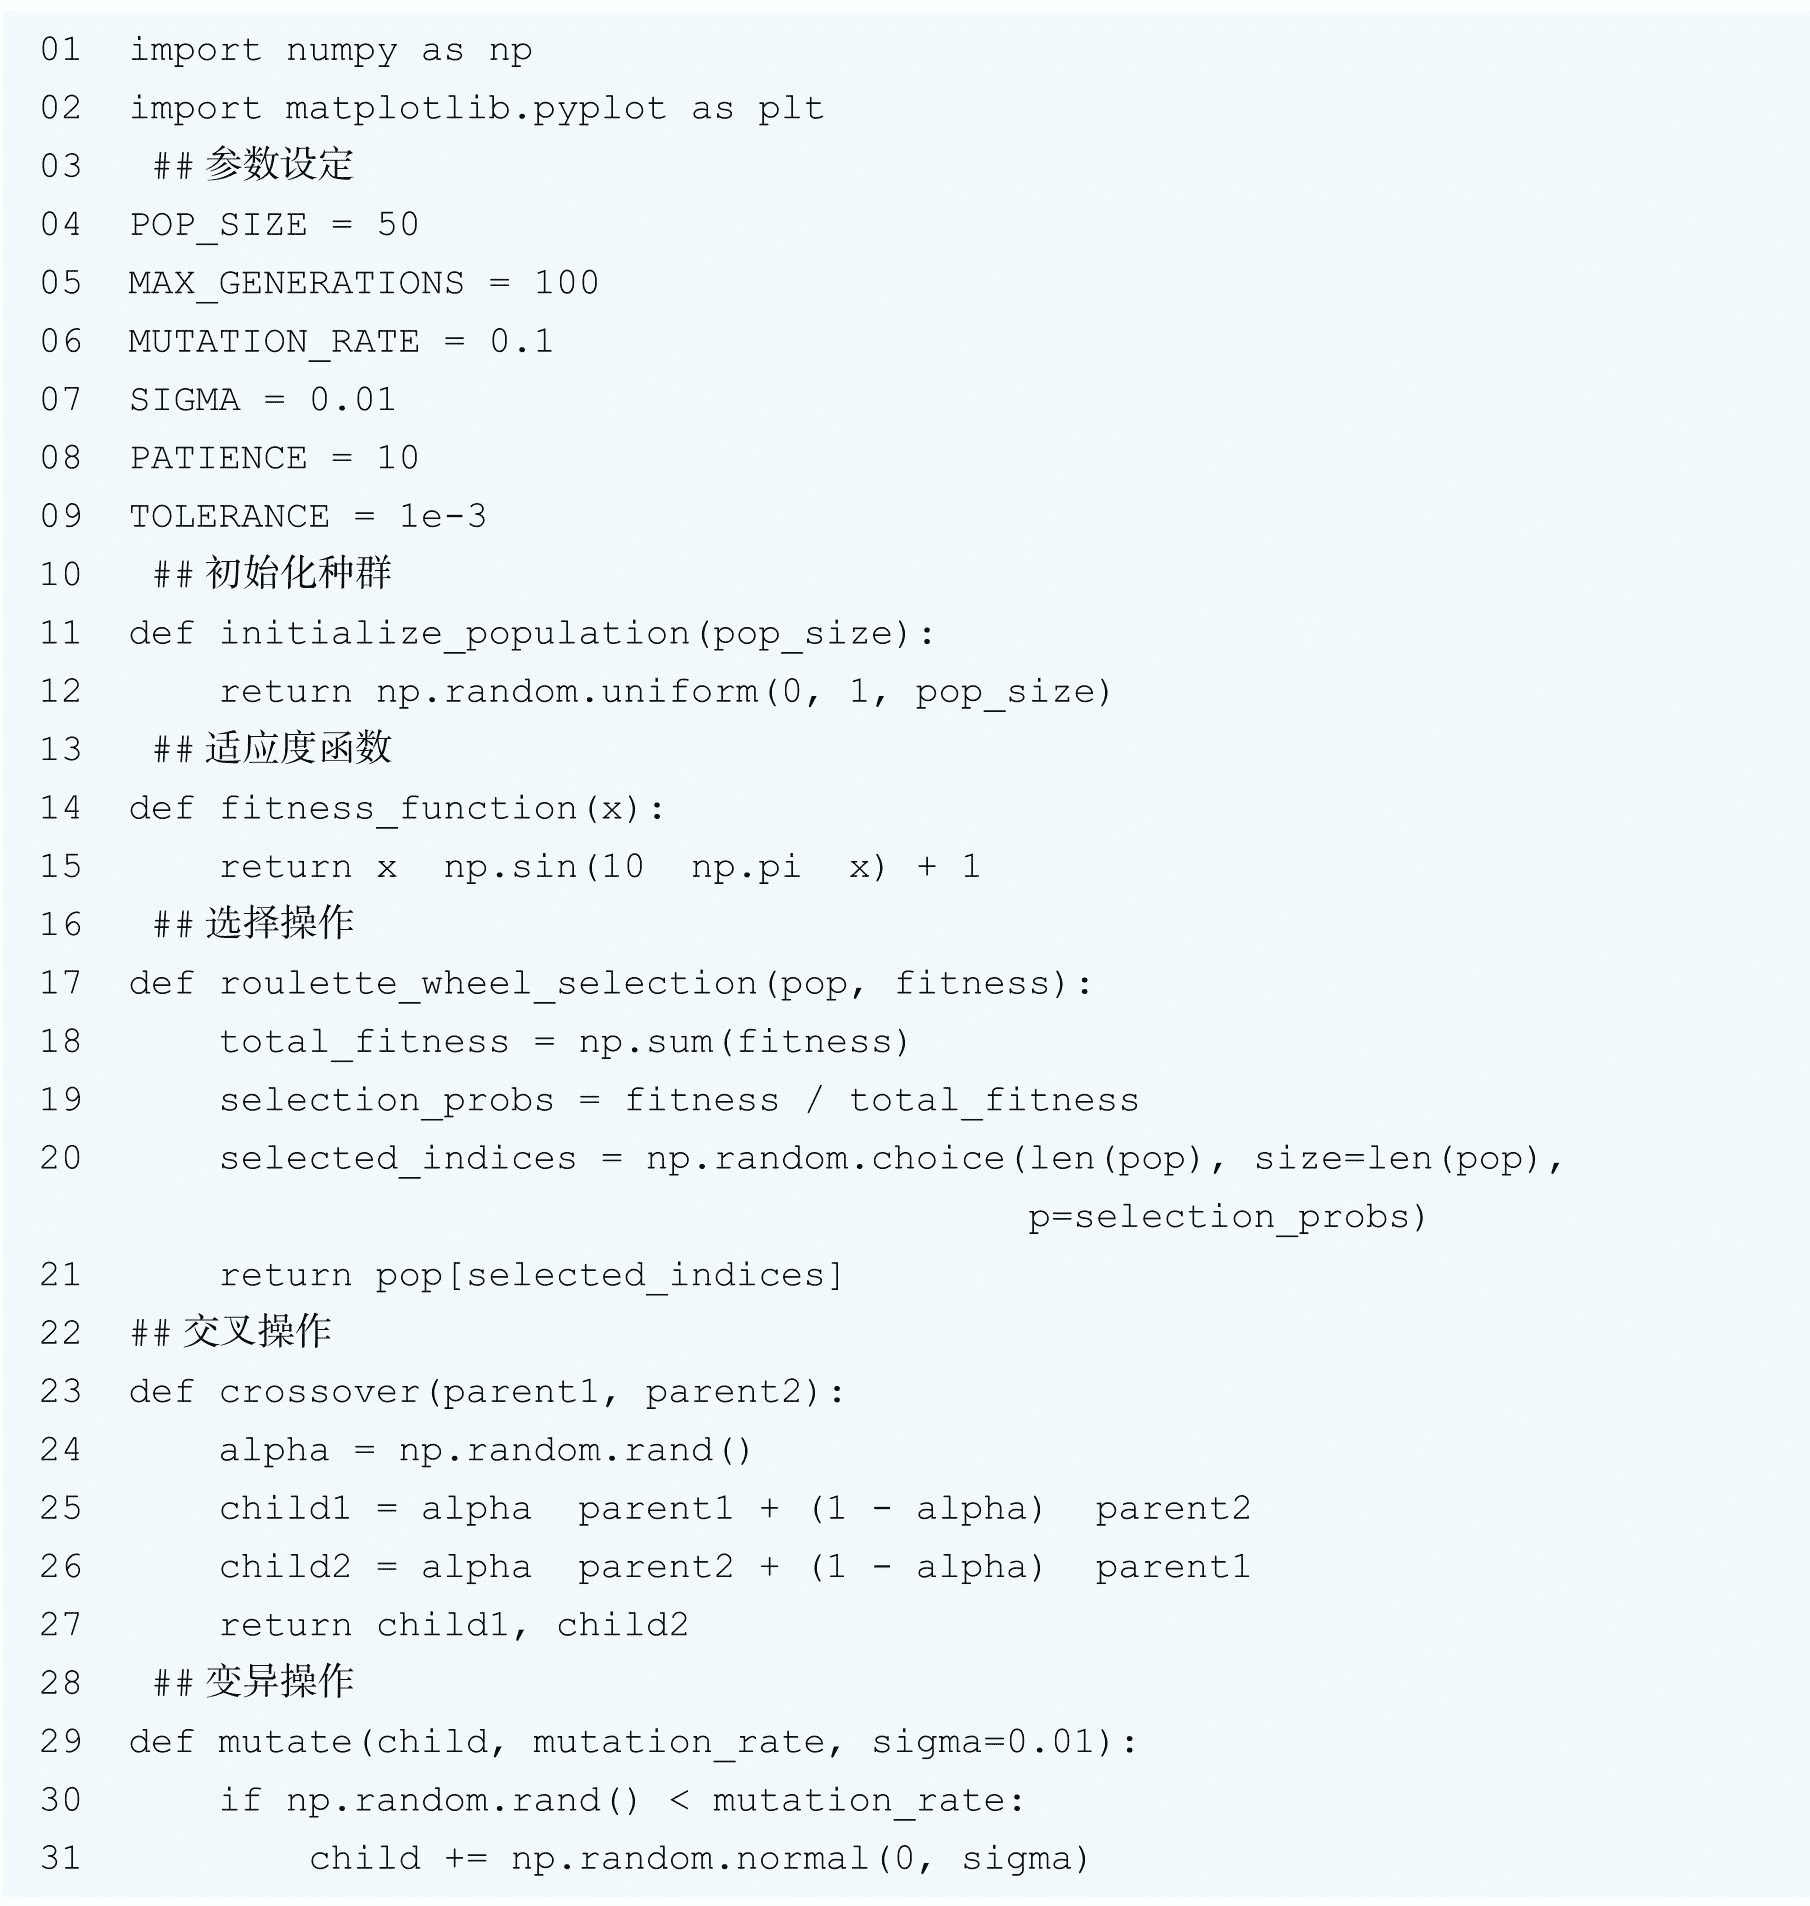 01 import numpy as np
02 import matplotlib.pyplot as plt
03  ## 参数设定
04 POP_SIZE = 50
05 MAX_GENERATIONS = 100
06 MUTATION_RATE = 0.1
07 SIGMA = 0.01
08 PATIENCE = 10
09 TOLERANCE = 1e-3
10  ## 初始化种群
11 def initialize_population(pop_size):
12     return np.random.uniform(0, 1, pop_size)
13  ## 适应度函数
14 def fitness_function(x):
15     return x  np.sin(10  np.pi  x) + 1
16  ## 选择操作
17 def roulette_wheel_selection(pop, fitness):
18     total_fitness = np.sum(fitness)
19     selection_probs = fitness / total_fitness
20     selected_indices = np.random.choice(len(pop), size=len(pop),
p=selection_probs)
21     return pop[selected_indices]
22 ## 交叉操作
23 def crossover(parent1, parent2):
24     alpha = np.random.rand()
25     child1 = alpha  parent1 + (1 - alpha)  parent2
26     child2 = alpha  parent2 + (1 - alpha)  parent1
27     return child1, child2
28  ## 变异操作
29 def mutate(child, mutation_rate, sigma=0.01):
30     if np.random.rand() < mutation_rate:
31         child += np.random.normal(0, sigma)